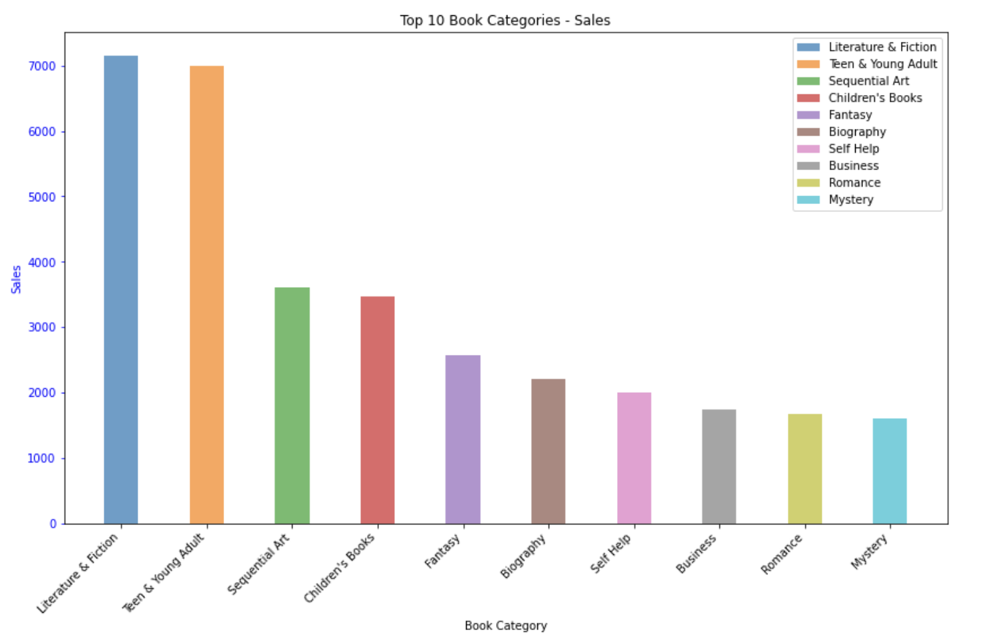 Top 10 Book Categories - Sales
Literature & Fiction
Teen & Young Adult
Sequential Art
Children's Books
Fantasy
Biography
Self Help
Business
Romance
Mystery
7000
6000
5000
4000
3000
2000
1000
0
Sales
Literature & Fiction
Teen & Young Adult
Sequential Art
Children's Books
Fantasy
Biography
Self Help
Business
Romance
Mystery
Book Category